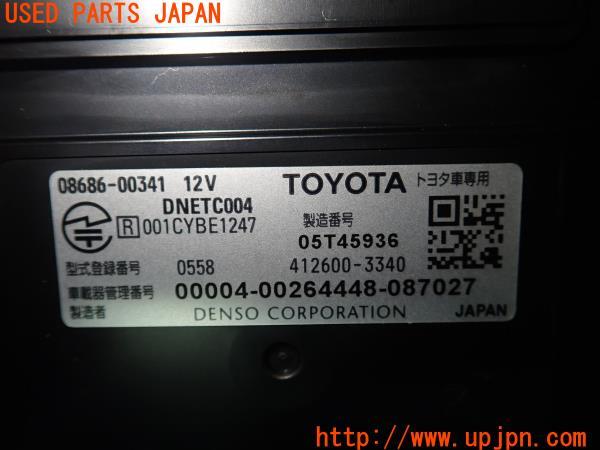 USED PARTS JAPAN
08686-00341 12V TOYOTA トヨタ車専用
DNETC004
R 001CYBE1247
製造番号
05T45936
型式登録番号 0558 412600-3340
車載器管理番号 00004-00264448-087027
製造者 DENSO CORPORATION JAPAN
UPJ
http://www.upjpn.com